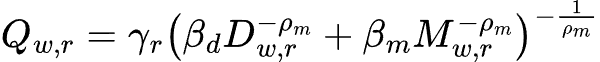 $Q_{w,r} = \gamma_r \left( \beta_d D_{w,r}^{-\rho_m} + \beta_m M_{w,r}^{-\rho_m} \right)^{-\frac{1}{\rho_m}}$